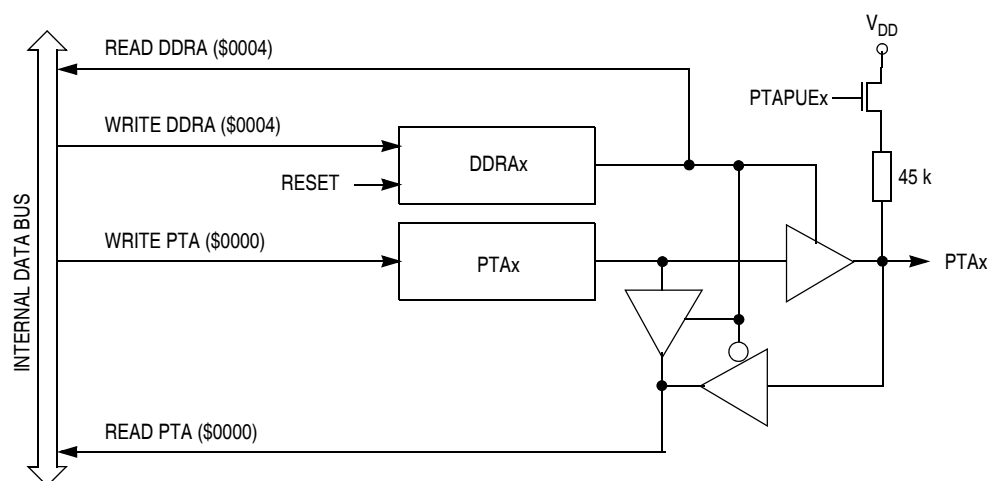 V_DD
READ DDRA ($0004)
PTAPUEx
WRITE DDRA ($0004)
DDRAx
RESET
45 k
WRITE PTA ($0000)
PTAx
PTAx
READ PTA ($0000)
INTERNAL DATA BUS